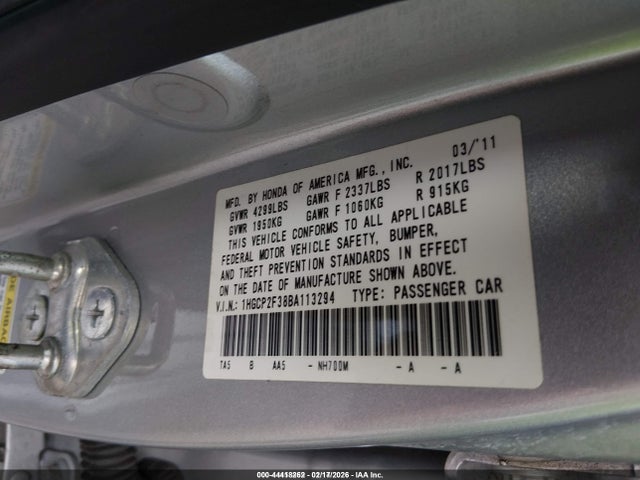 MFD. BY HONDA OF AMERICA MFG., INC. 03/'11
GVWR 4299LBS GAWR F 2337LBS R 2017LBS
GVWR 1950KG GAWR F 1060KG R 915KG
THIS VEHICLE CONFORMS TO ALL APPLICABLE
FEDERAL MOTOR VEHICLE SAFETY, BUMPER,
AND THEFT PREVENTION STANDARDS IN EFFECT
ON THE DATE OF MANUFACTURE SHOWN ABOVE.
V.I.N.: 1HGCP2F38BA113294 TYPE: PASSENGER CAR
TA5 B AA5 - NH700M - A - A
AIRBAG
000-44418262 - 02/17/2026 - IAA Inc.